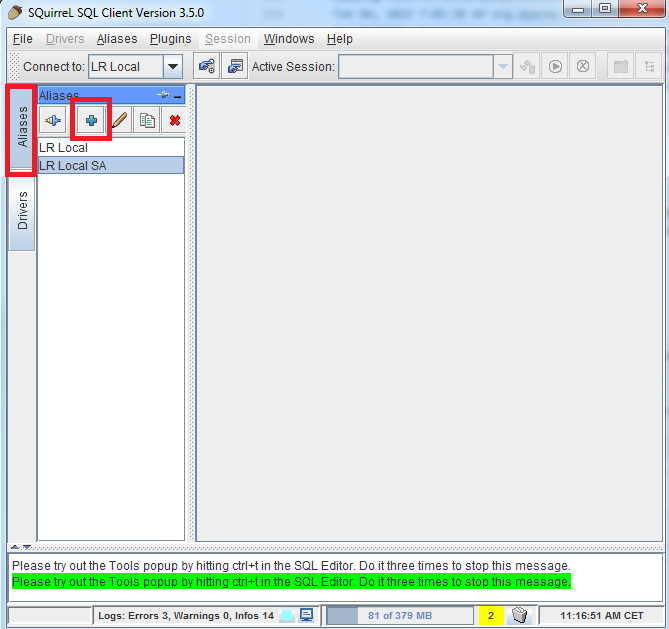 SQuirreL SQL Client Version 3.5.0
File Drivers Aliases Plugins Session Windows Help
Connect to: LR Local Active Session:
Aliases
Aliases
LR Local
LR Local SA
Drivers
Please try out the Tools popup by hitting ctrl+t in the SQL Editor. Do it three times to stop this message.
Please try out the Tools popup by hitting ctrl+t in the SQL Editor. Do it three times to stop this message.
Logs: Errors 3, Warnings 0, Infos 14 81 of 379 MB 2 11:16:51 AM CET